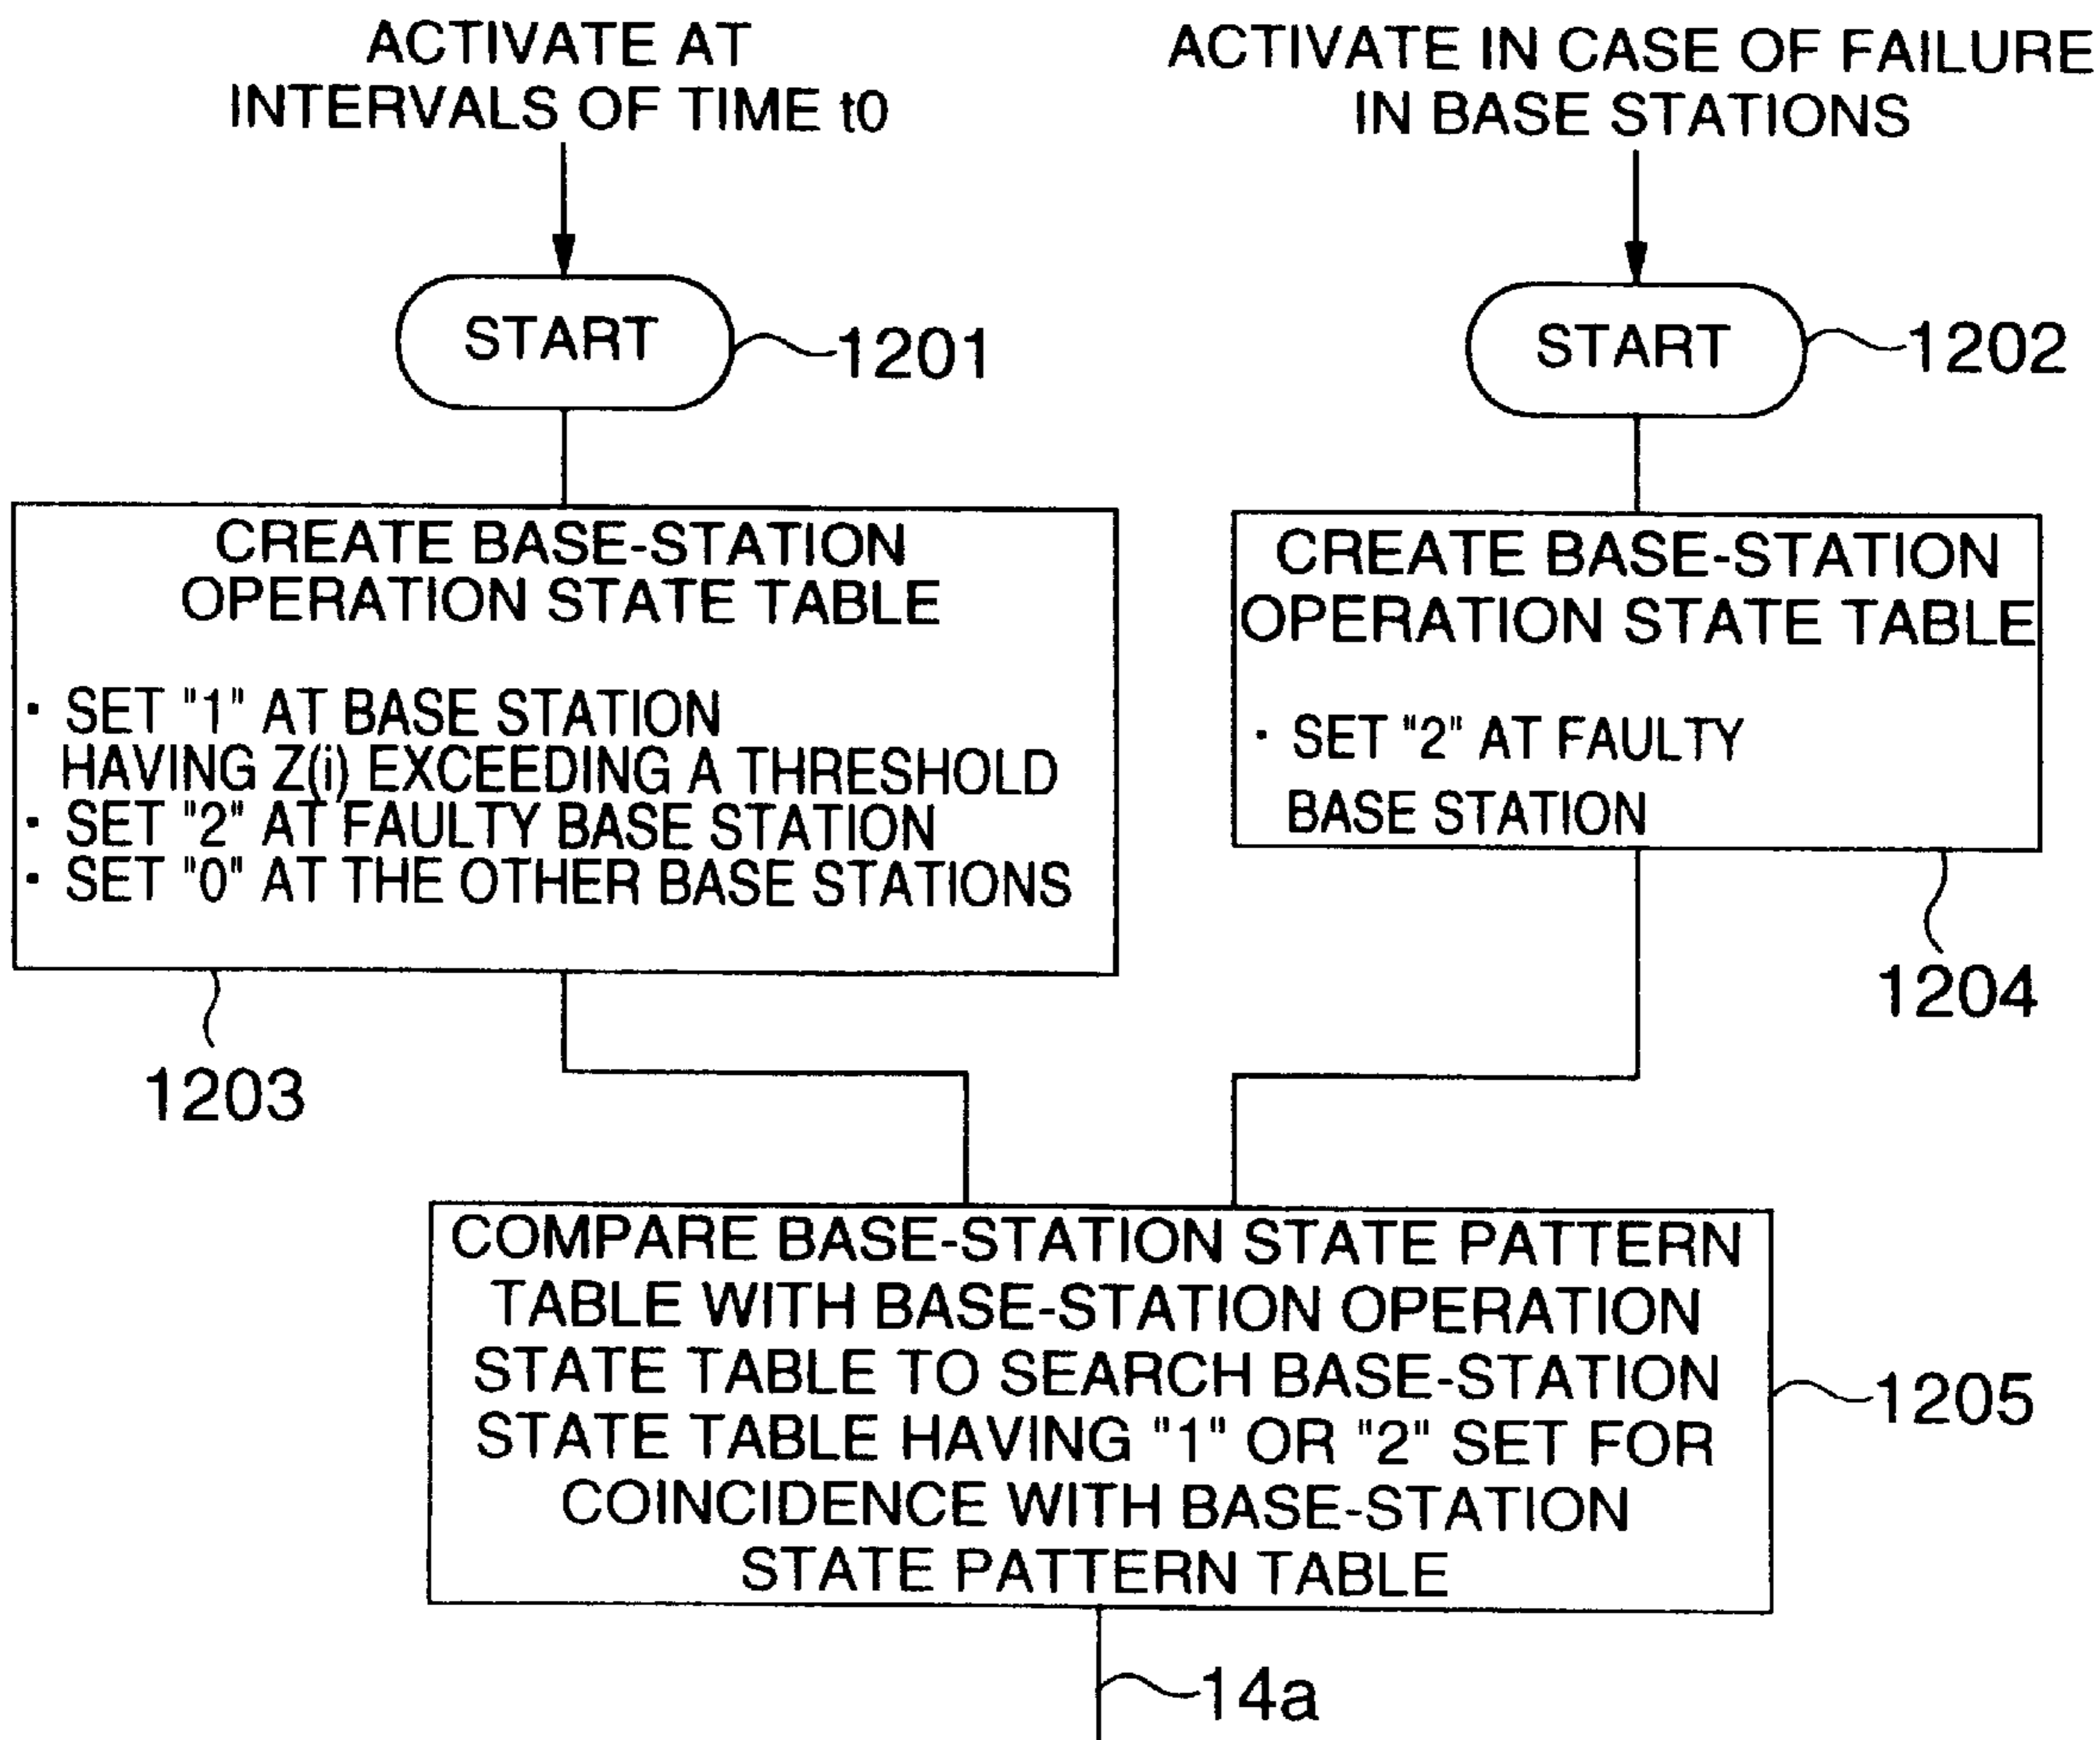 ACTIVATE AT
INTERVALS OF TIME t0
ACTIVATE IN CASE OF FAILURE
IN BASE STATIONS
START
1201
START
1202
CREATE BASE-STATION
OPERATION STATE TABLE
· SET "1" AT BASE STATION
HAVING Z(i) EXCEEDING A THRESHOLD
· SET "2" AT FAULTY BASE STATION
· SET "0" AT THE OTHER BASE STATIONS
1203
CREATE BASE-STATION
OPERATION STATE TABLE
· SET "2" AT FAULTY
BASE STATION
1204
COMPARE BASE-STATION STATE PATTERN
TABLE WITH BASE-STATION OPERATION
STATE TABLE TO SEARCH BASE-STATION
STATE TABLE HAVING "1" OR "2" SET FOR
COINCIDENCE WITH BASE-STATION
STATE PATTERN TABLE
1205
14a